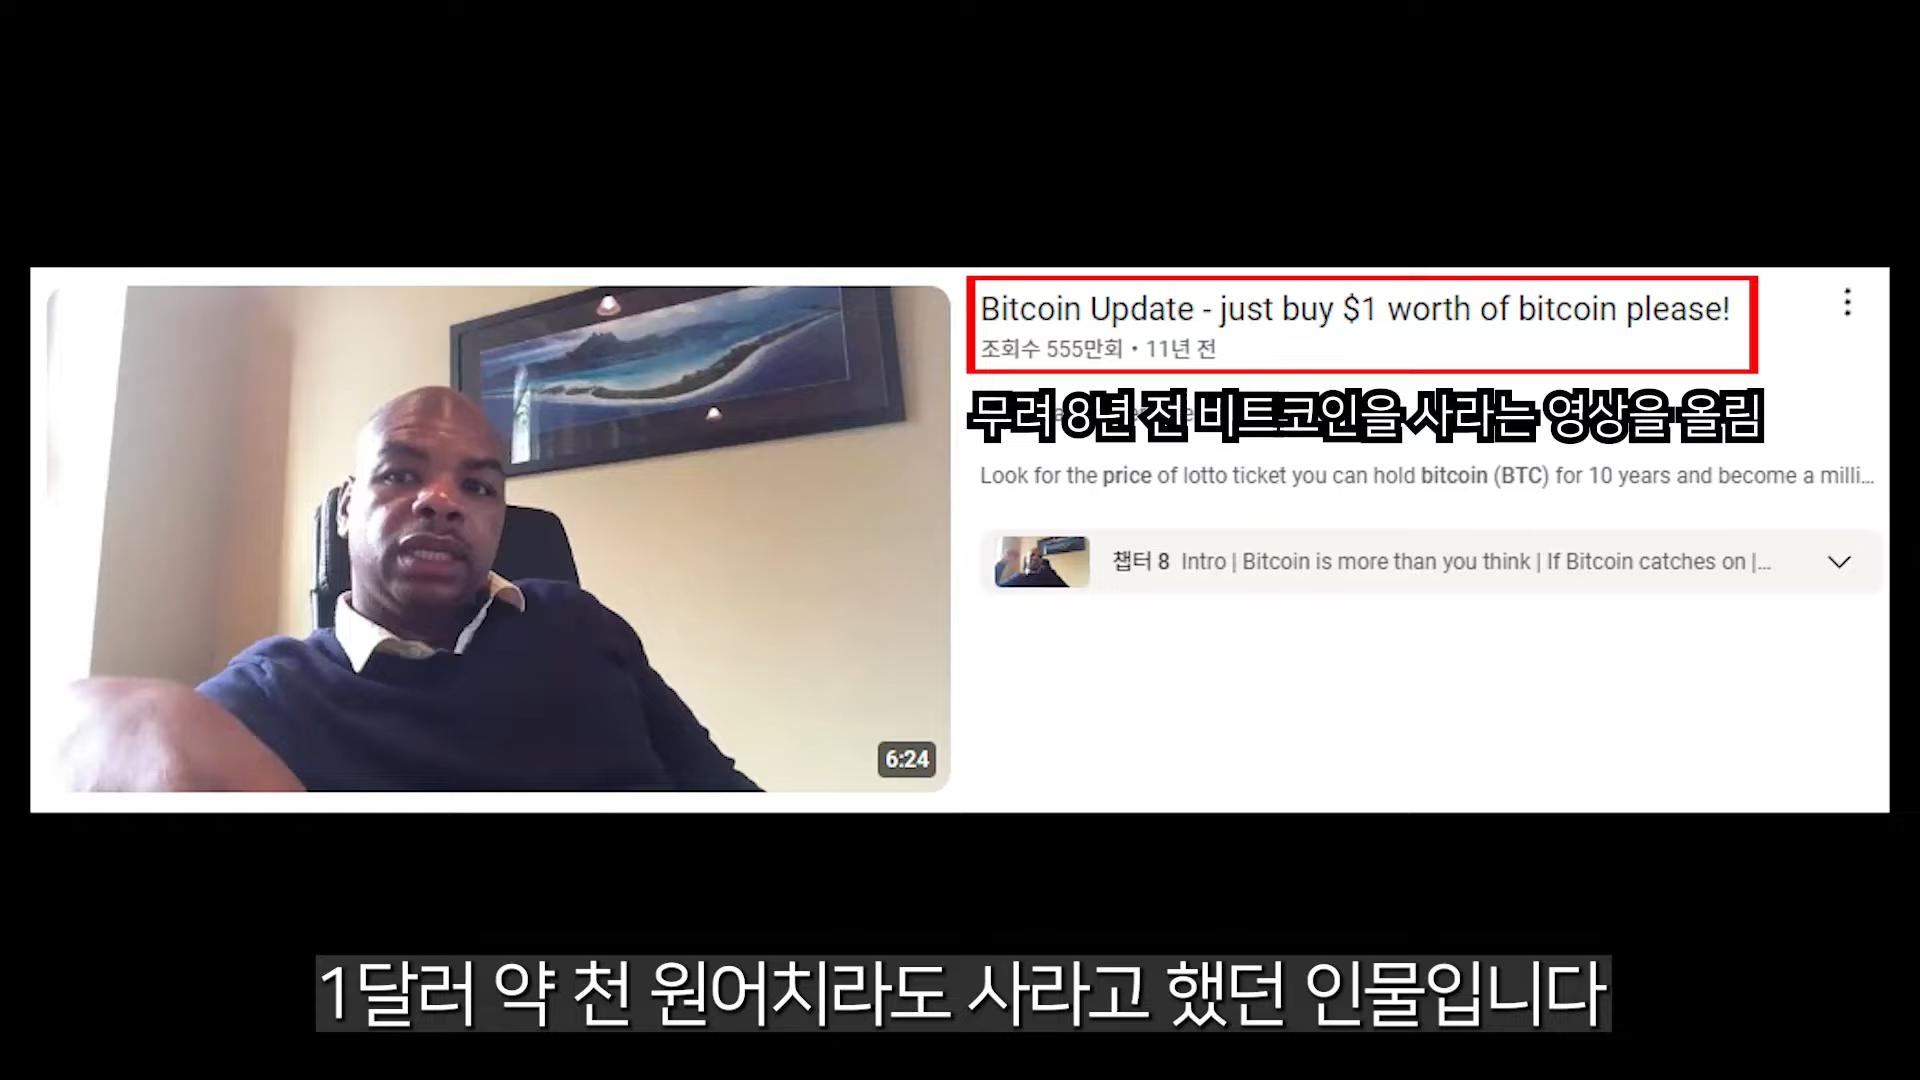 Bitcoin Update - just buy $1 worth of bitcoin please!
조회수 555만회 • 11년 전
무려 8년 전 비트코인을 사라는 영상을 올림
Look for the price of lotto ticket you can hold bitcoin (BTC) for 10 years and become a milli...
챕터 8 Intro | Bitcoin is more than you think | If Bitcoin catches on |...
6:24
1달러 약 천 원어치라도 사라고 했던 인물입니다